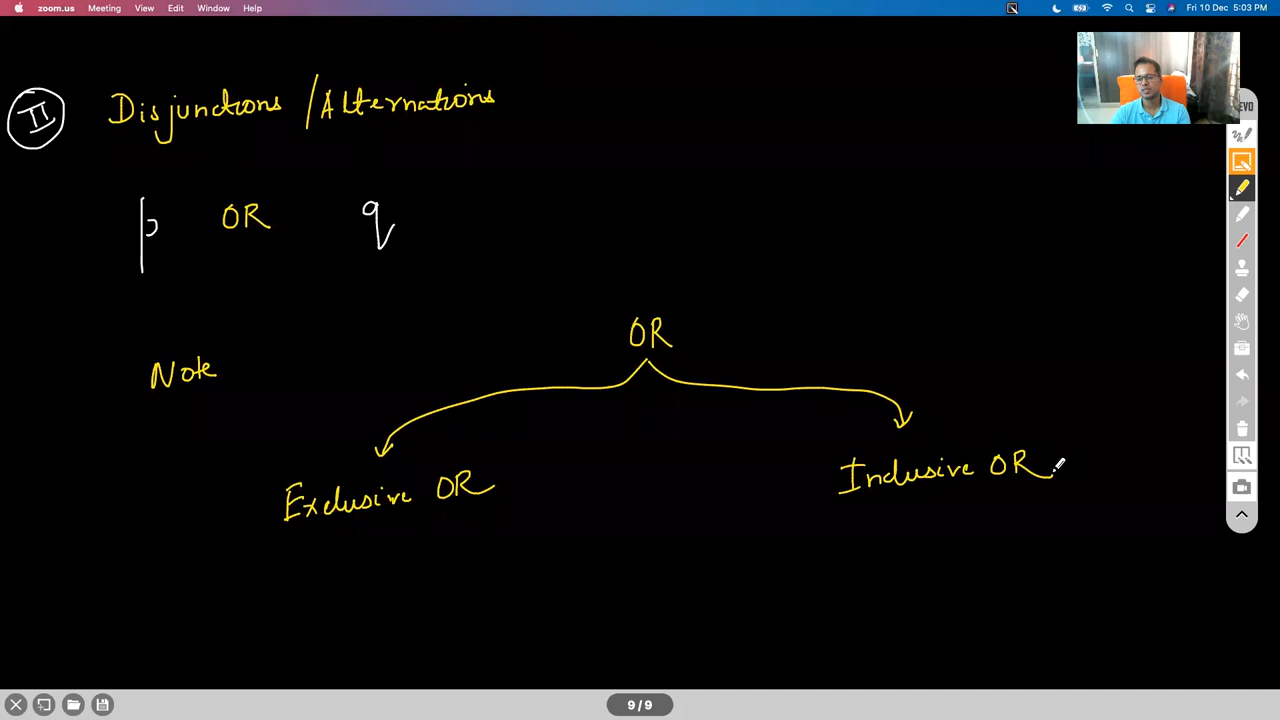 zoom.us Meeting View Edit Window Help Fri 10 Dec 5:03 PM
II Disjunctions / Alternations
EVO
p OR q
OR
Note
Exclusive OR Inclusive OR
9 / 9